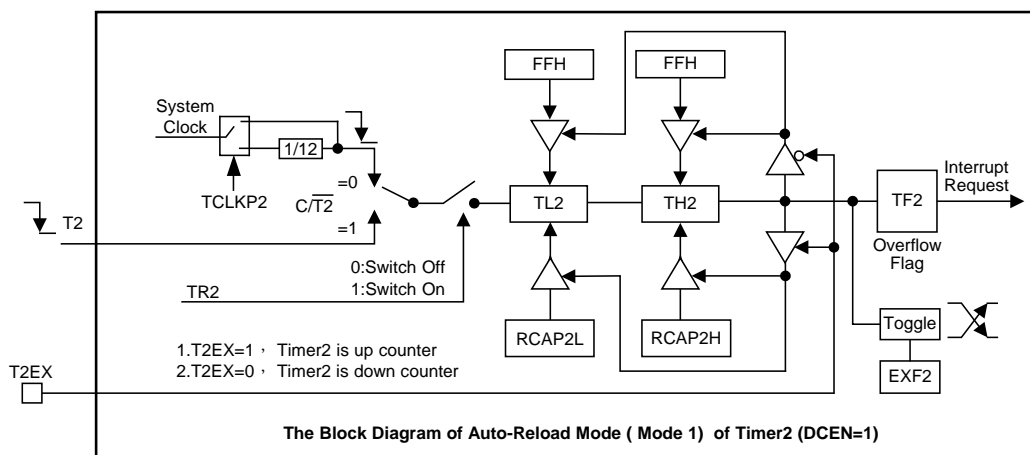 FFH
FFH
System
Clock
1/12
TCLKP2
=0
C/T2
=1
T2
TL2
TH2
TF2
Interrupt
Request
Overflow
Flag
0:Switch Off
1:Switch On
TR2
RCAP2L
RCAP2H
Toggle
EXF2
1.T2EX=1， Timer2 is up counter
2.T2EX=0， Timer2 is down counter
T2EX
The Block Diagram of Auto-Reload Mode ( Mode 1) of Timer2 (DCEN=1)